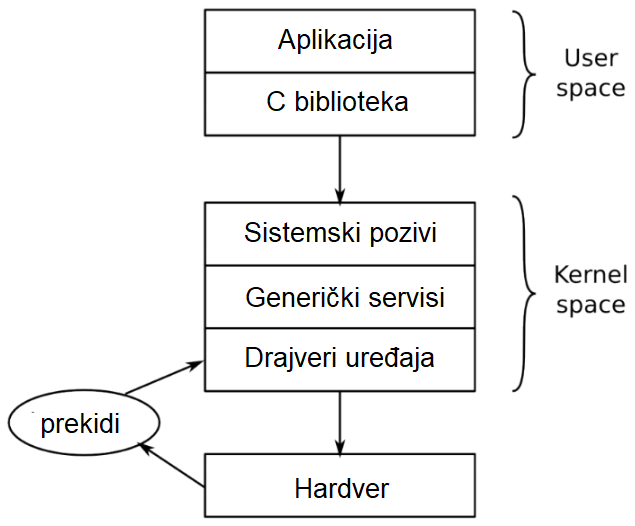 Aplikacija
C biblioteka
User
space
Sistemski pozivi
Generički servisi
Drajveri uređaja
Kernel
space
prekidi
Hardver